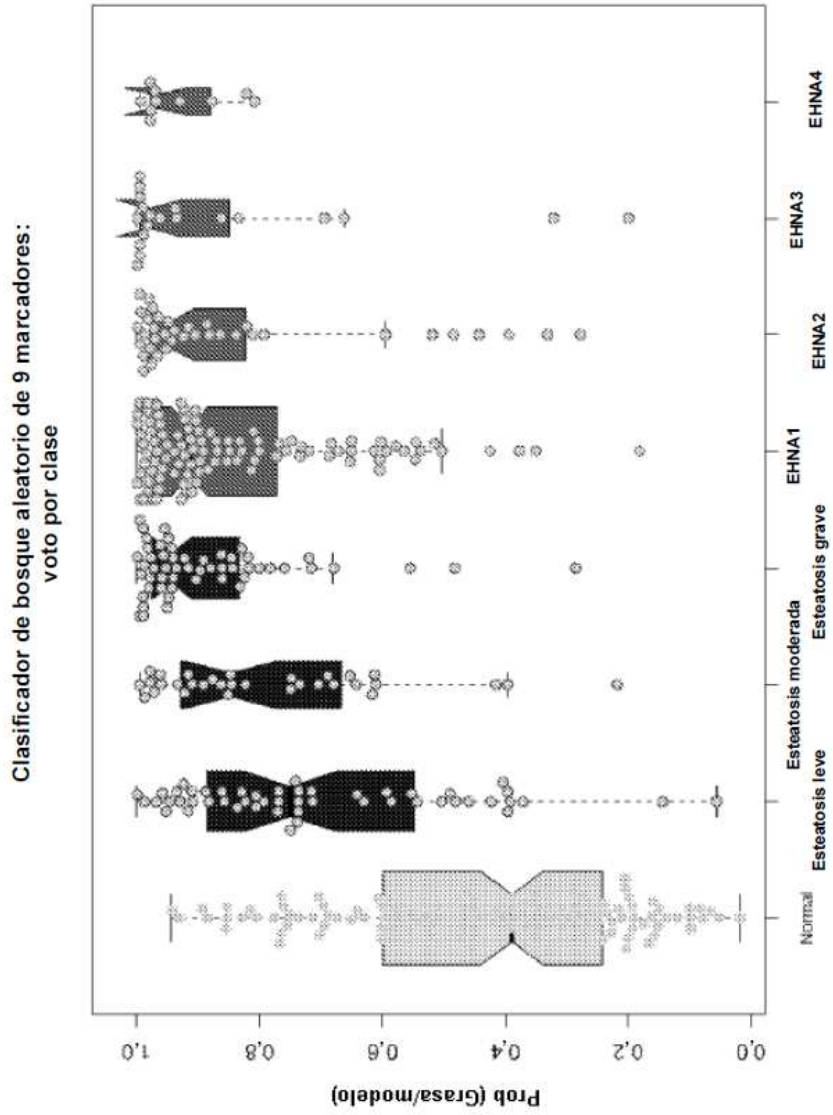 Clasificador de bosque aleatorio de 9 marcadores:
voto por clase
Prob (Grasa/modelo)
1,0
0,8
0,6
0,4
0,2
0,0
Normal
Esteatosis leve
Esteatosis moderada
Esteatosis grave
EHNA1
EHNA2
EHNA3
EHNA4